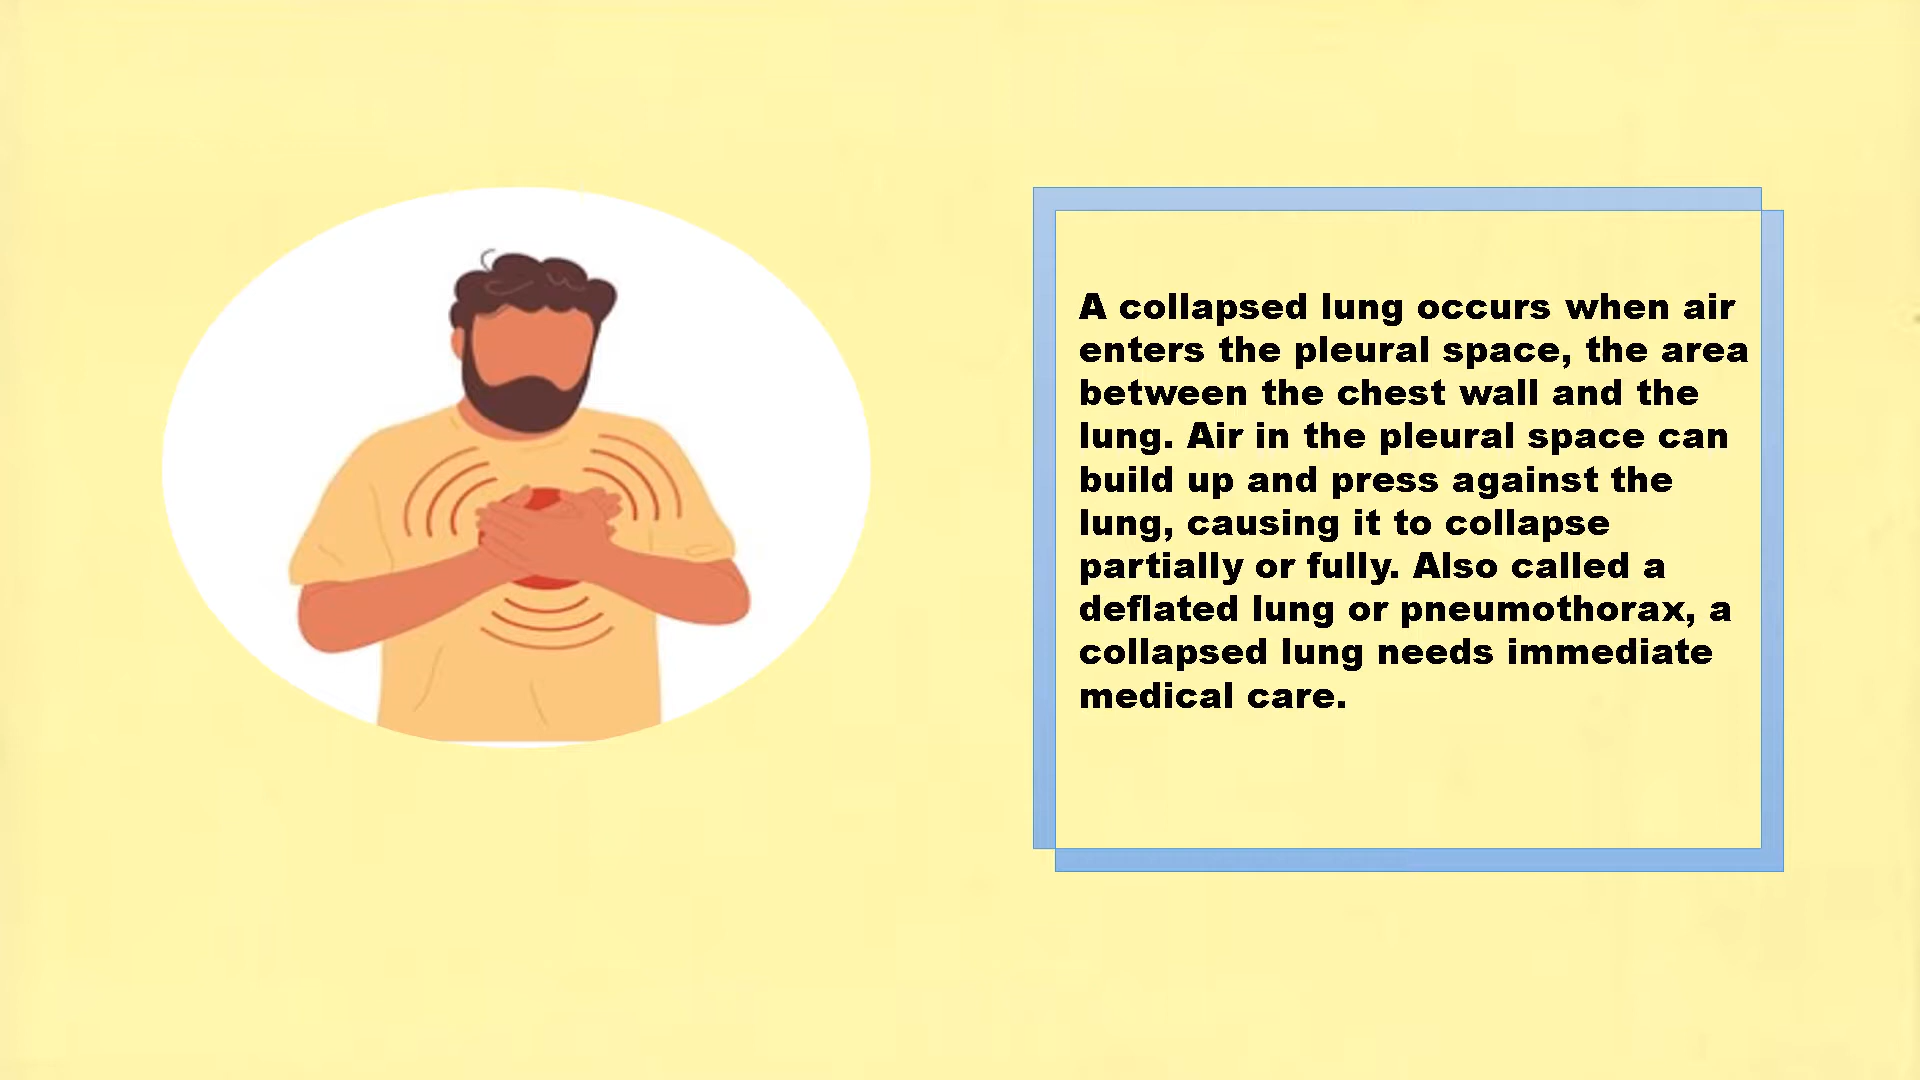 A collapsed lung occurs when air
enters the pleural space, the area
between the chest wall and the
lung. Air in the pleural space can
build up and press against the
lung, causing it to collapse
partially or fully. Also called a
deflated lung or pneumothorax, a
collapsed lung needs immediate
medical care.